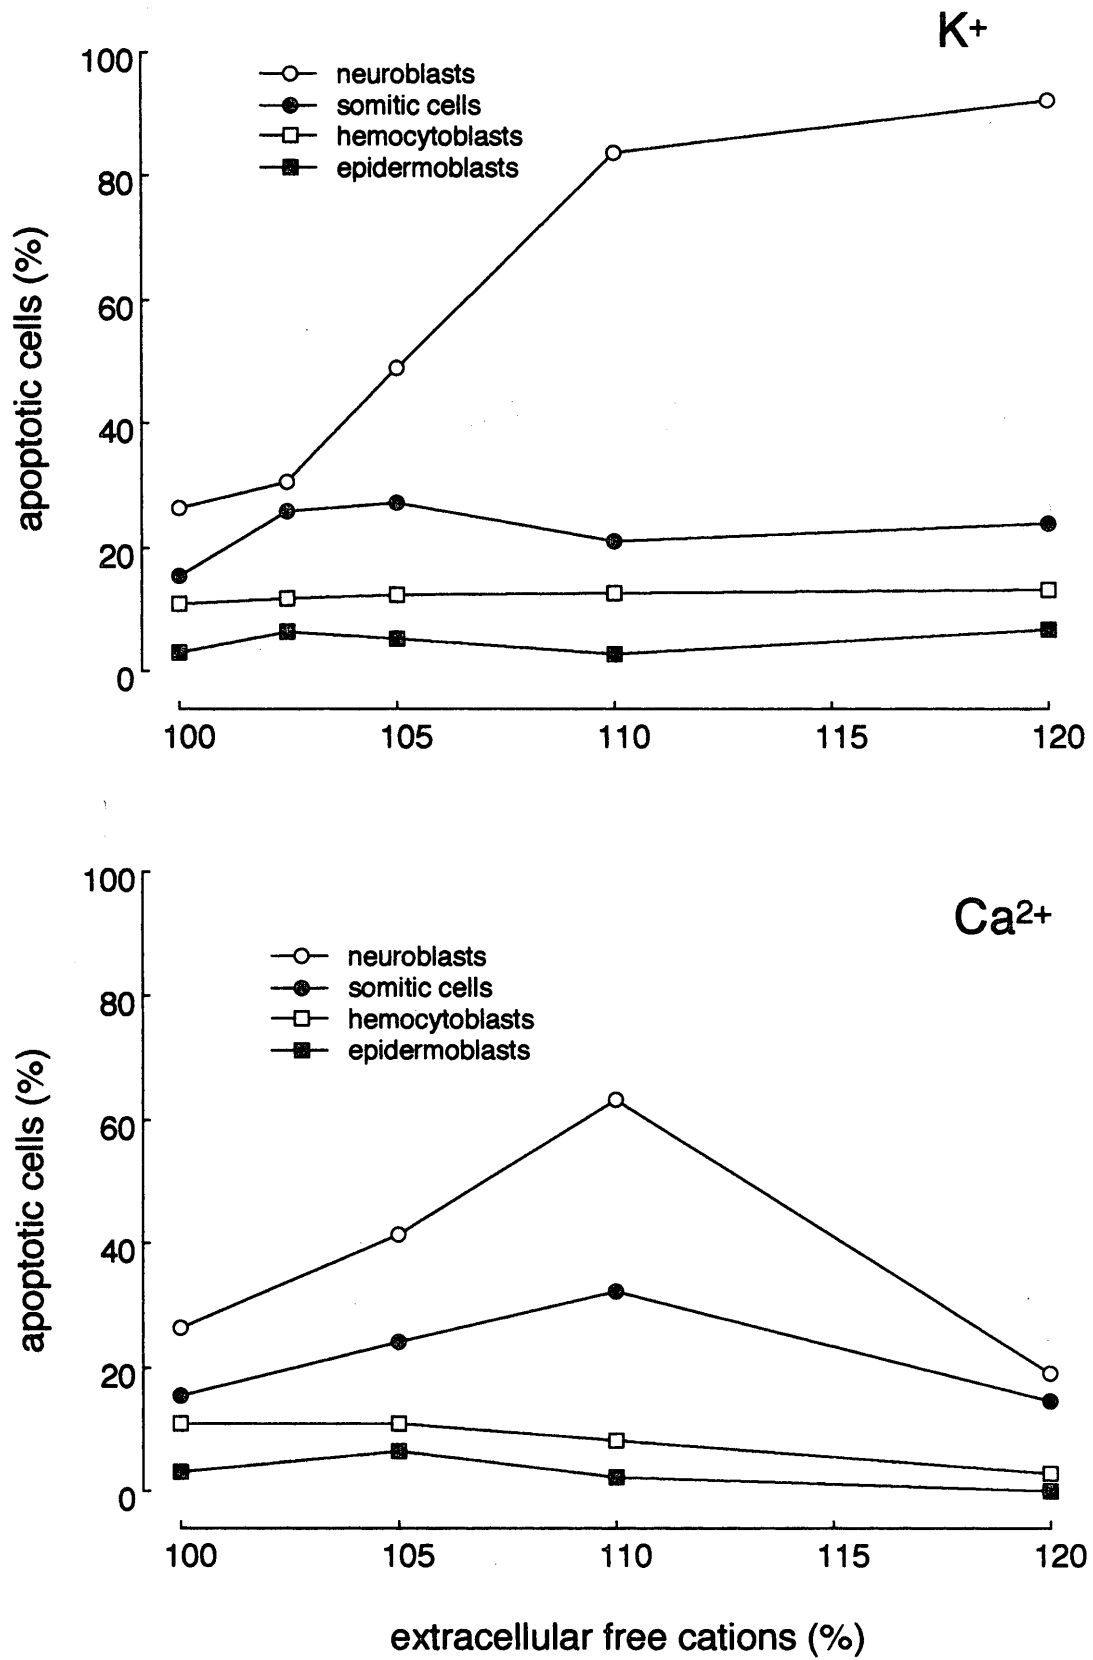 K+
100
80
60
40
20
0
apoptotic cells (%)
neuroblasts
somitic cells
hemocytoblasts
epidermoblasts
100 105 110 115 120
Ca2+
100
80
60
40
20
0
apoptotic cells (%)
neuroblasts
somitic cells
hemocytoblasts
epidermoblasts
100 105 110 115 120
extracellular free cations (%)